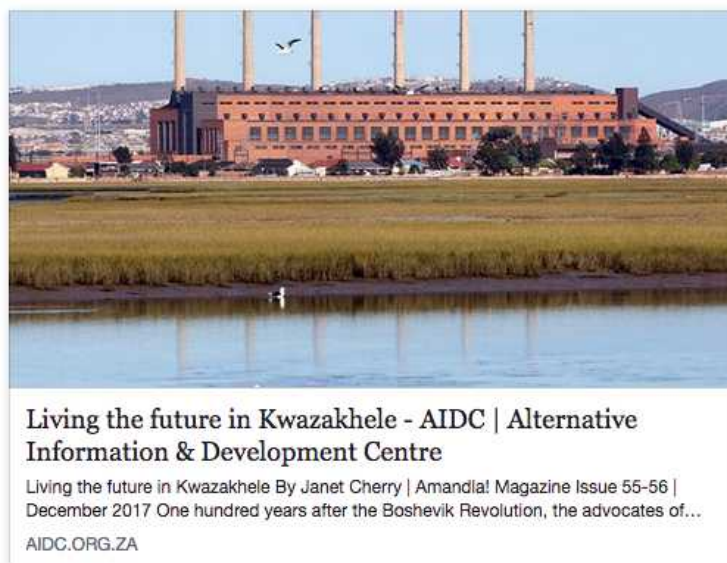 Living the future in Kwazakhele - AIDC | Alternative
Information & Development Centre
Living the future in Kwazakhele By Janet Cherry | Amandla! Magazine Issue 55-56 |
December 2017 One hundred years after the Boshevik Revolution, the advocates of...
AIDC.ORG.ZA